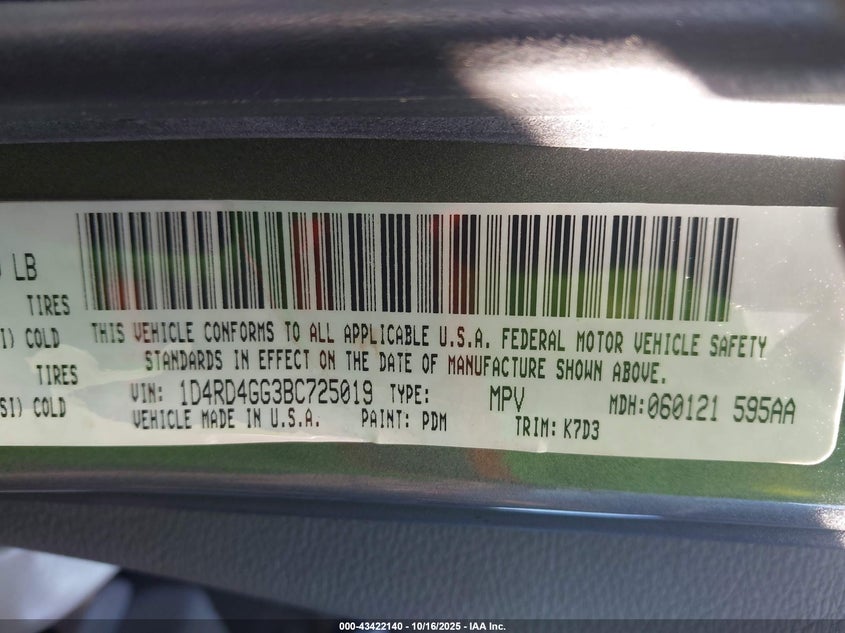 LB
TIRES
I) COLD
TIRES
SI) COLD
THIS VEHICLE CONFORMS TO ALL APPLICABLE U.S.A. FEDERAL MOTOR VEHICLE SAFETY
STANDARDS IN EFFECT ON THE DATE OF MANUFACTURE SHOWN ABOVE.
VIN: 1D4RD4GG3BC725019 TYPE: MPV MDH:060121 595AA
VEHICLE MADE IN U.S.A. PAINT: PDM TRIM: K7D3
000-43422140 - 10/16/2025 - IAA Inc.